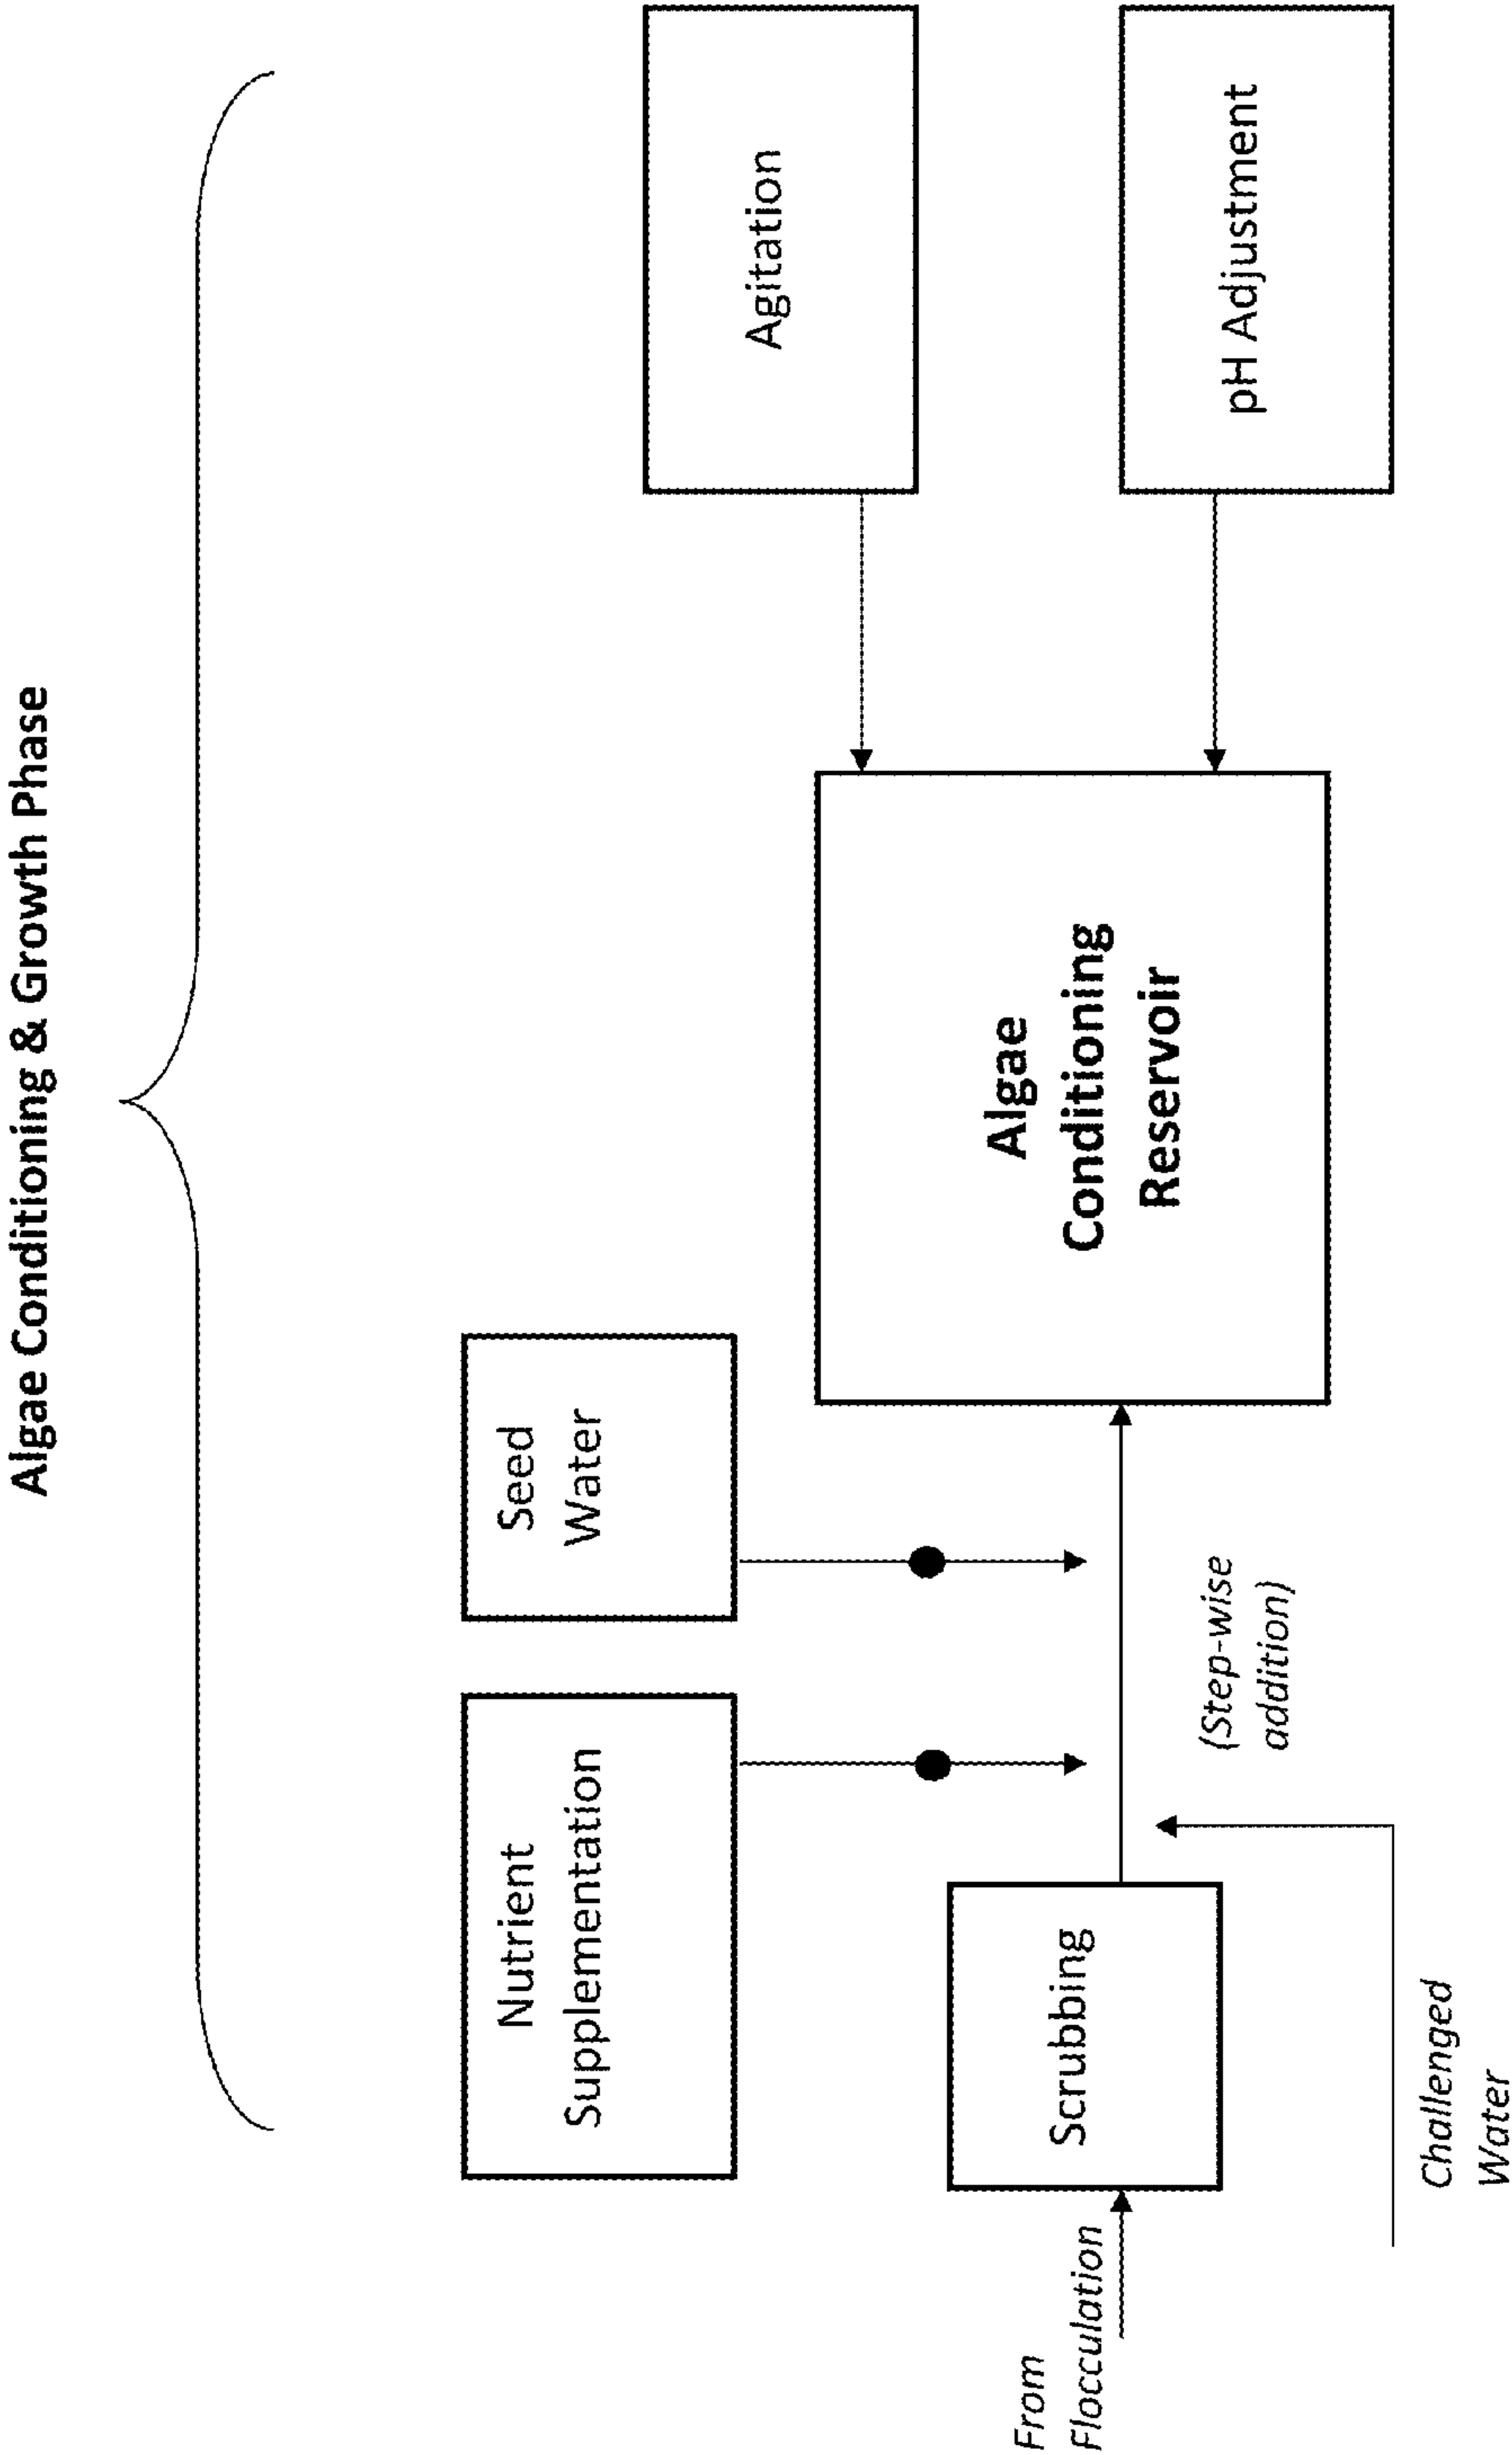 Algae Conditioning & Growth Phase
Nutrient
Supplementation
Seed
Water
Agitation
From
Flocculation
Scrubbing
(Step-wise
addition)
Algae
Conditioning
Reservoir
pH Adjustment
Challenged
Water